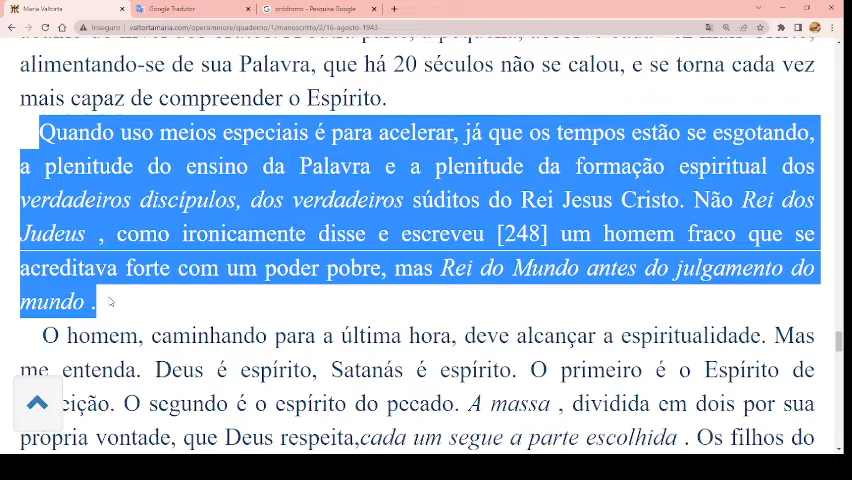 Maria Valtorta
Google Tradutor
pródromo - Pesquisa Google
Inseguro
valtortamaria.com/operaminore/quaderno/1/manoscritto/2/16-agosto-1943
alimentando-se de sua Palavra, que há 20 séculos não se calou, e se torna cada vez
mais capaz de compreender o Espírito.
Quando uso meios especiais é para acelerar, já que os tempos estão se esgotando,
a plenitude do ensino da Palavra e a plenitude da formação espiritual dos
verdadeiros discípulos, dos verdadeiros súditos do Rei Jesus Cristo. Não Rei dos
Judeus , como ironicamente disse e escreveu [248] um homem fraco que se
acreditava forte com um poder pobre, mas Rei do Mundo antes do julgamento do
mundo .
O homem, caminhando para a última hora, deve alcançar a espiritualidade. Mas
me entenda. Deus é espírito, Satanás é espírito. O primeiro é o Espírito de
eição. O segundo é o espírito do pecado. A massa , dividida em dois por sua
própria vontade, que Deus respeita,cada um segue a parte escolhida . Os filhos do